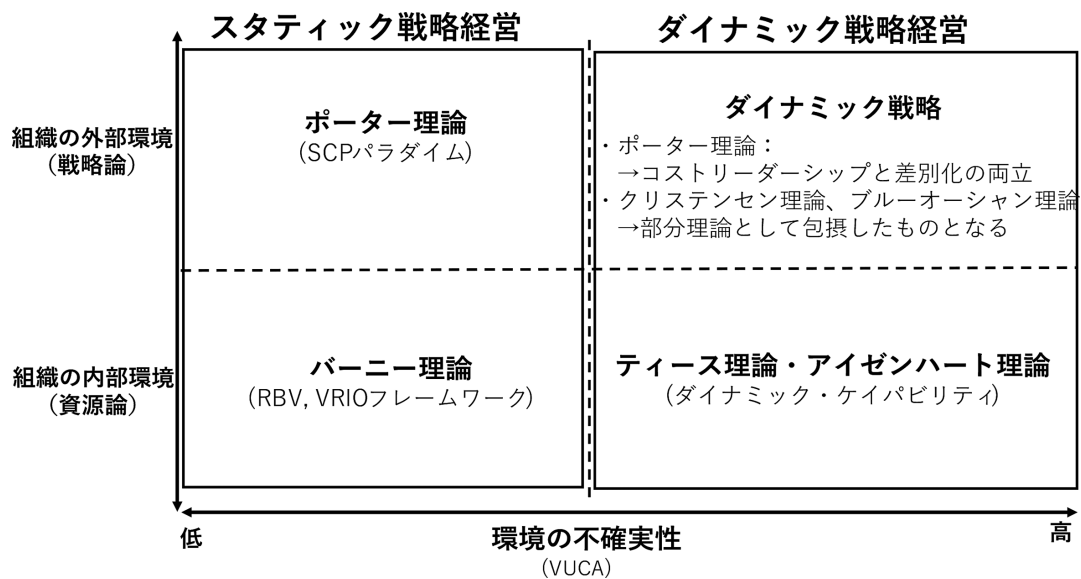 スタティック戦略経営
ダイナミック戦略経営
組織の外部環境
（戦略論）
ポーター理論
(SCPパラダイム)
ダイナミック戦略
・ポーター理論：
→コストリーダーシップと差別化の両立
・クリステンセン理論、ブルーオーシャン理論
→部分理論として包摂したものとなる
組織の内部環境
（資源論）
バーニー理論
(RBV, VRIOフレームワーク)
ティース理論・アイゼンハート理論
(ダイナミック・ケイパビリティ)
低
環境の不確実性
高
(VUCA)